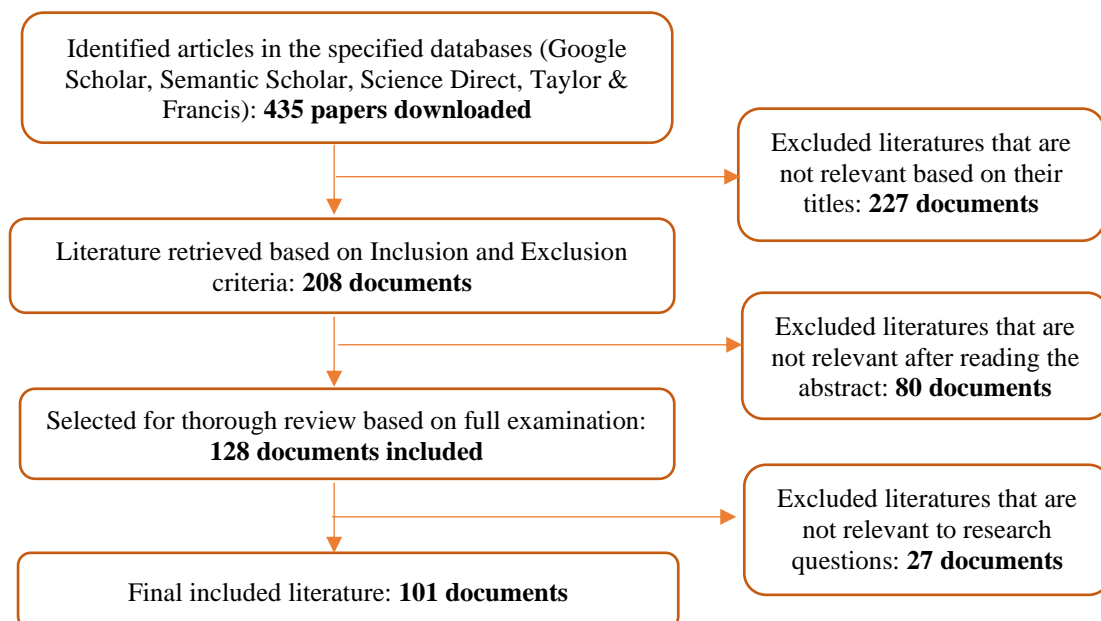 Identified articles in the specified databases (Google
Scholar, Semantic Scholar, Science Direct, Taylor &
Francis): 435 papers downloaded
Excluded literatures that are
not relevant based on their
titles: 227 documents
Literature retrieved based on Inclusion and Exclusion
criteria: 208 documents
Excluded literatures that are
not relevant after reading the
abstract: 80 documents
Selected for thorough review based on full examination:
128 documents included
Excluded literatures that are
not relevant to research
questions: 27 documents
Final included literature: 101 documents